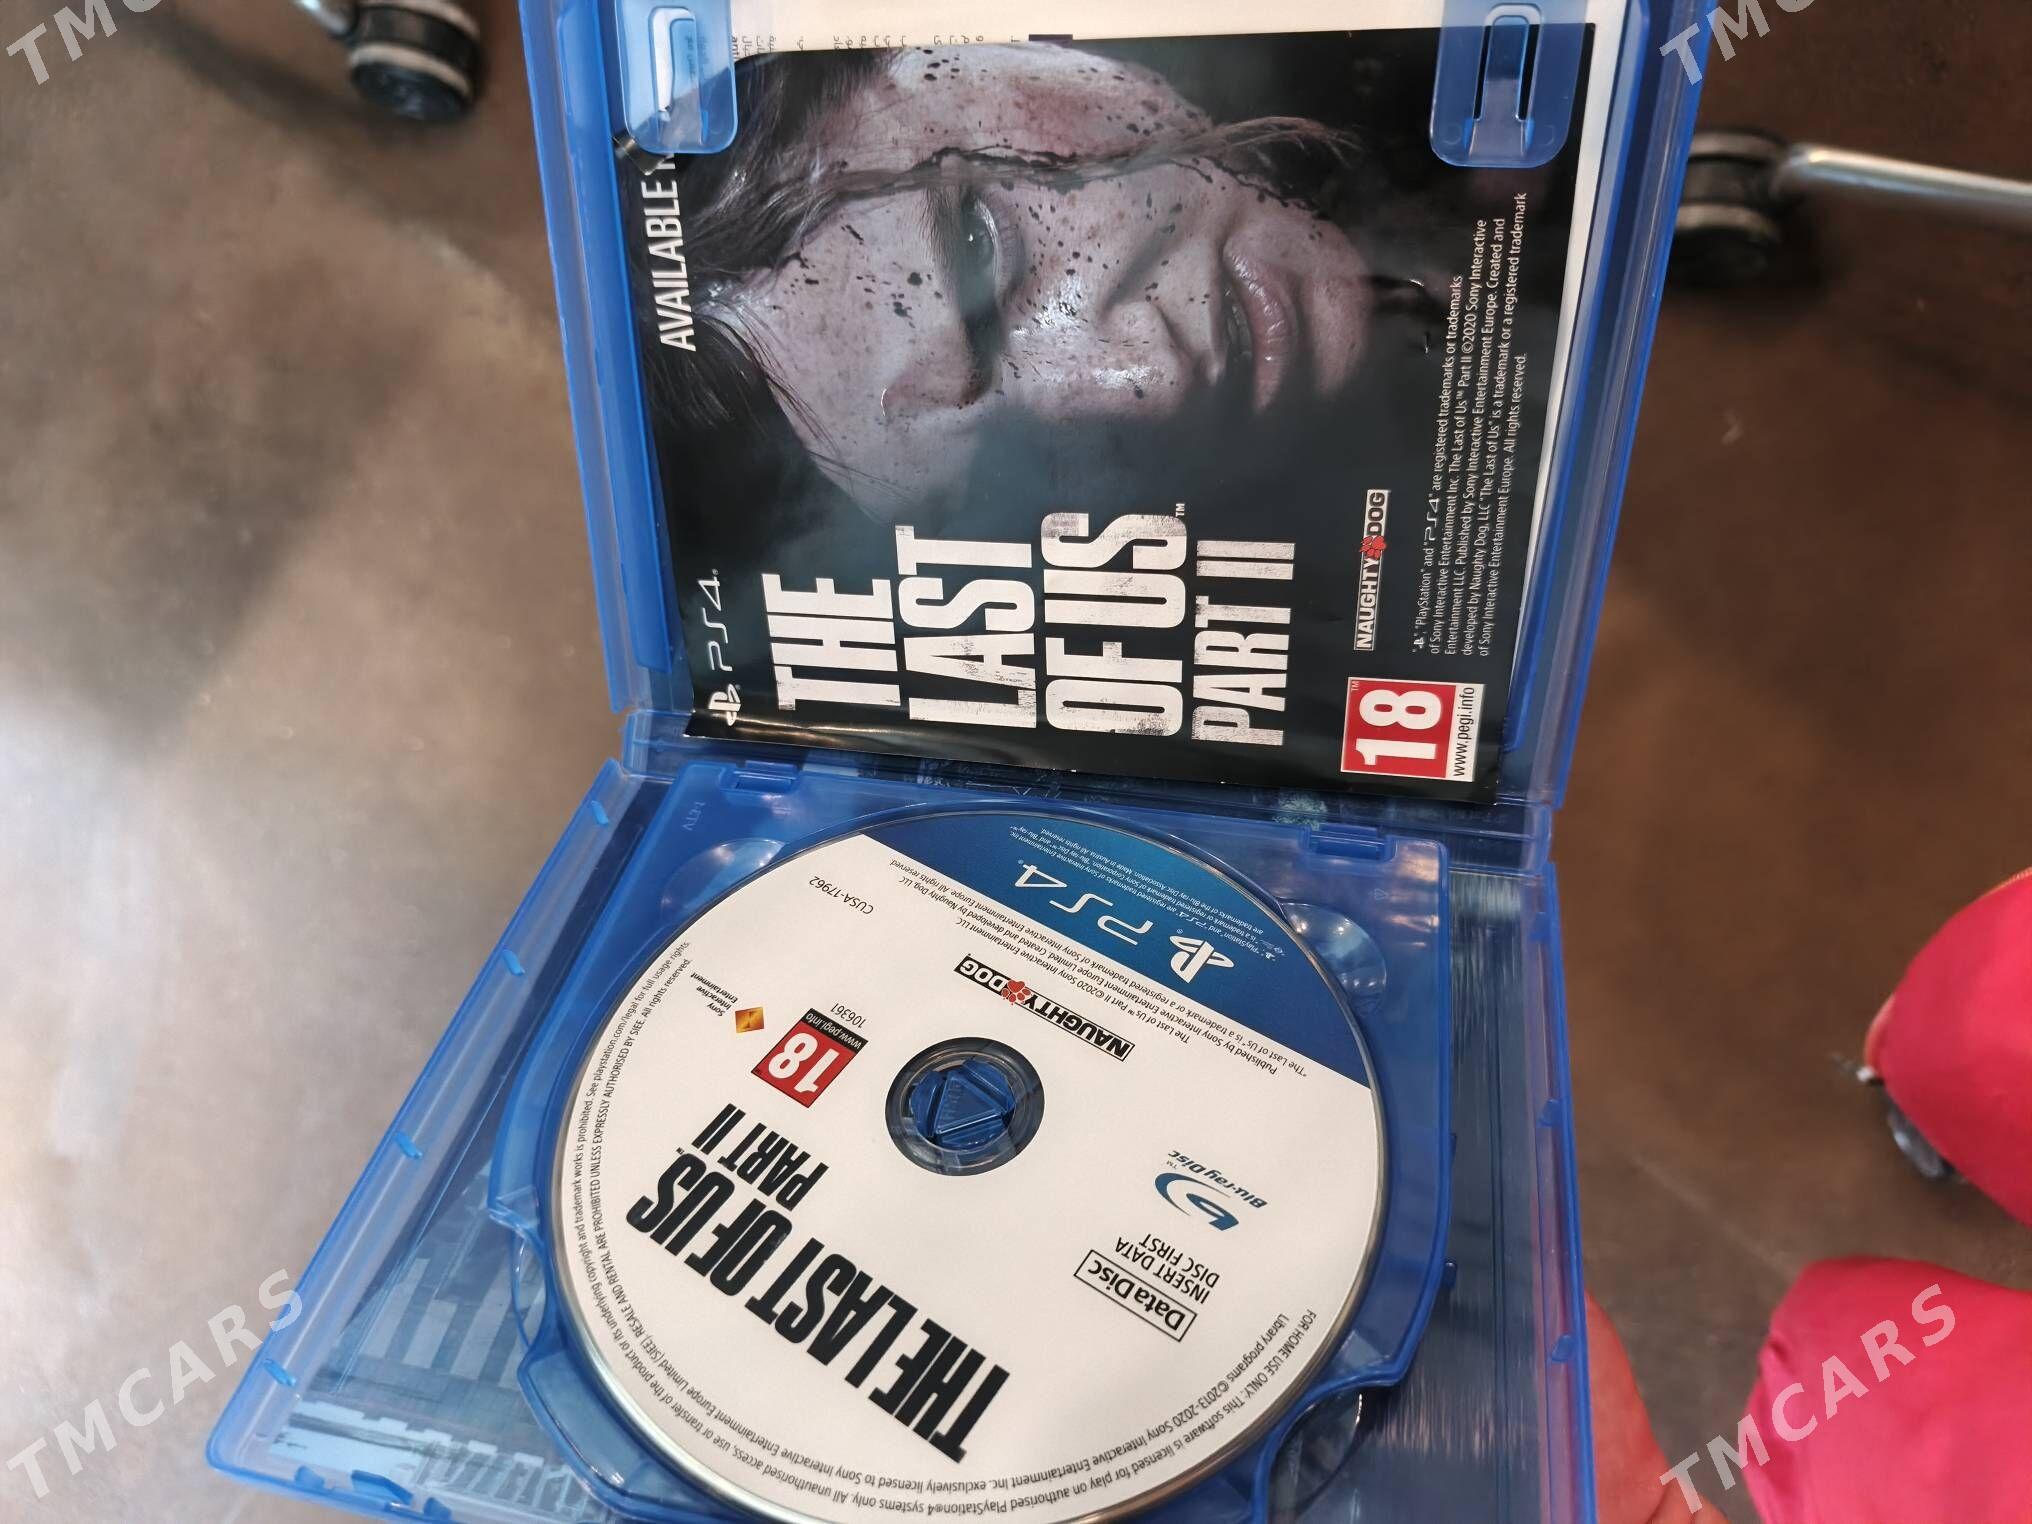 TMCARS
PS4
AVAILABLE
THE
LAST
OF US™
PART II
NAUGHTY DOG
18
www.pegi.info
"PlayStation" and "PS4" are registered trademarks or trademarks
of Sony Interactive Entertainment Inc. The Last of Us™ Part II ©2020 Sony Interactive
Entertainment LLC. Published by Sony Interactive Entertainment Europe. Created and
developed by Naughty Dog, LLC "The Last of Us" is a trademark or a registered trademark
of Sony Interactive Entertainment Europe. All rights reserved.
PS4
The Last of Us™ Part II ©2020 Sony Interactive Entertainment LLC
Published by Sony Interactive Entertainment Europe Limited. Created and developed by Naughty Dog, LLC
"The Last of Us" is a trademark or a registered trademark of Sony Interactive Entertainment Europe. All rights reserved.
CUSA-17962
NAUGHTY DOG
Sony
Interactive
Entertainment
106361
18
www.pegi.info
THE LAST OF US™
PART II
Blu-ray Disc™
Data Disc
INSERT DATA
DISC FIRST
FOR HOME USE ONLY: This software is licensed for play on authorised PlayStation®4 systems only. All unauthorised access, use, or transfer of the product or its underlying copyright and trademark works is prohibited. See playstation.com/legal for full usage rights.
Library programs ©2013-2020 Sony Interactive Entertainment Inc. exclusively licensed to Sony Interactive Entertainment Europe Limited (SIEE). RESALE AND RENTAL ARE PROHIBITED UNLESS EXPRESSLY AUTHORISED BY SIEE. All rights reserved.
TMCARS
TMCARS